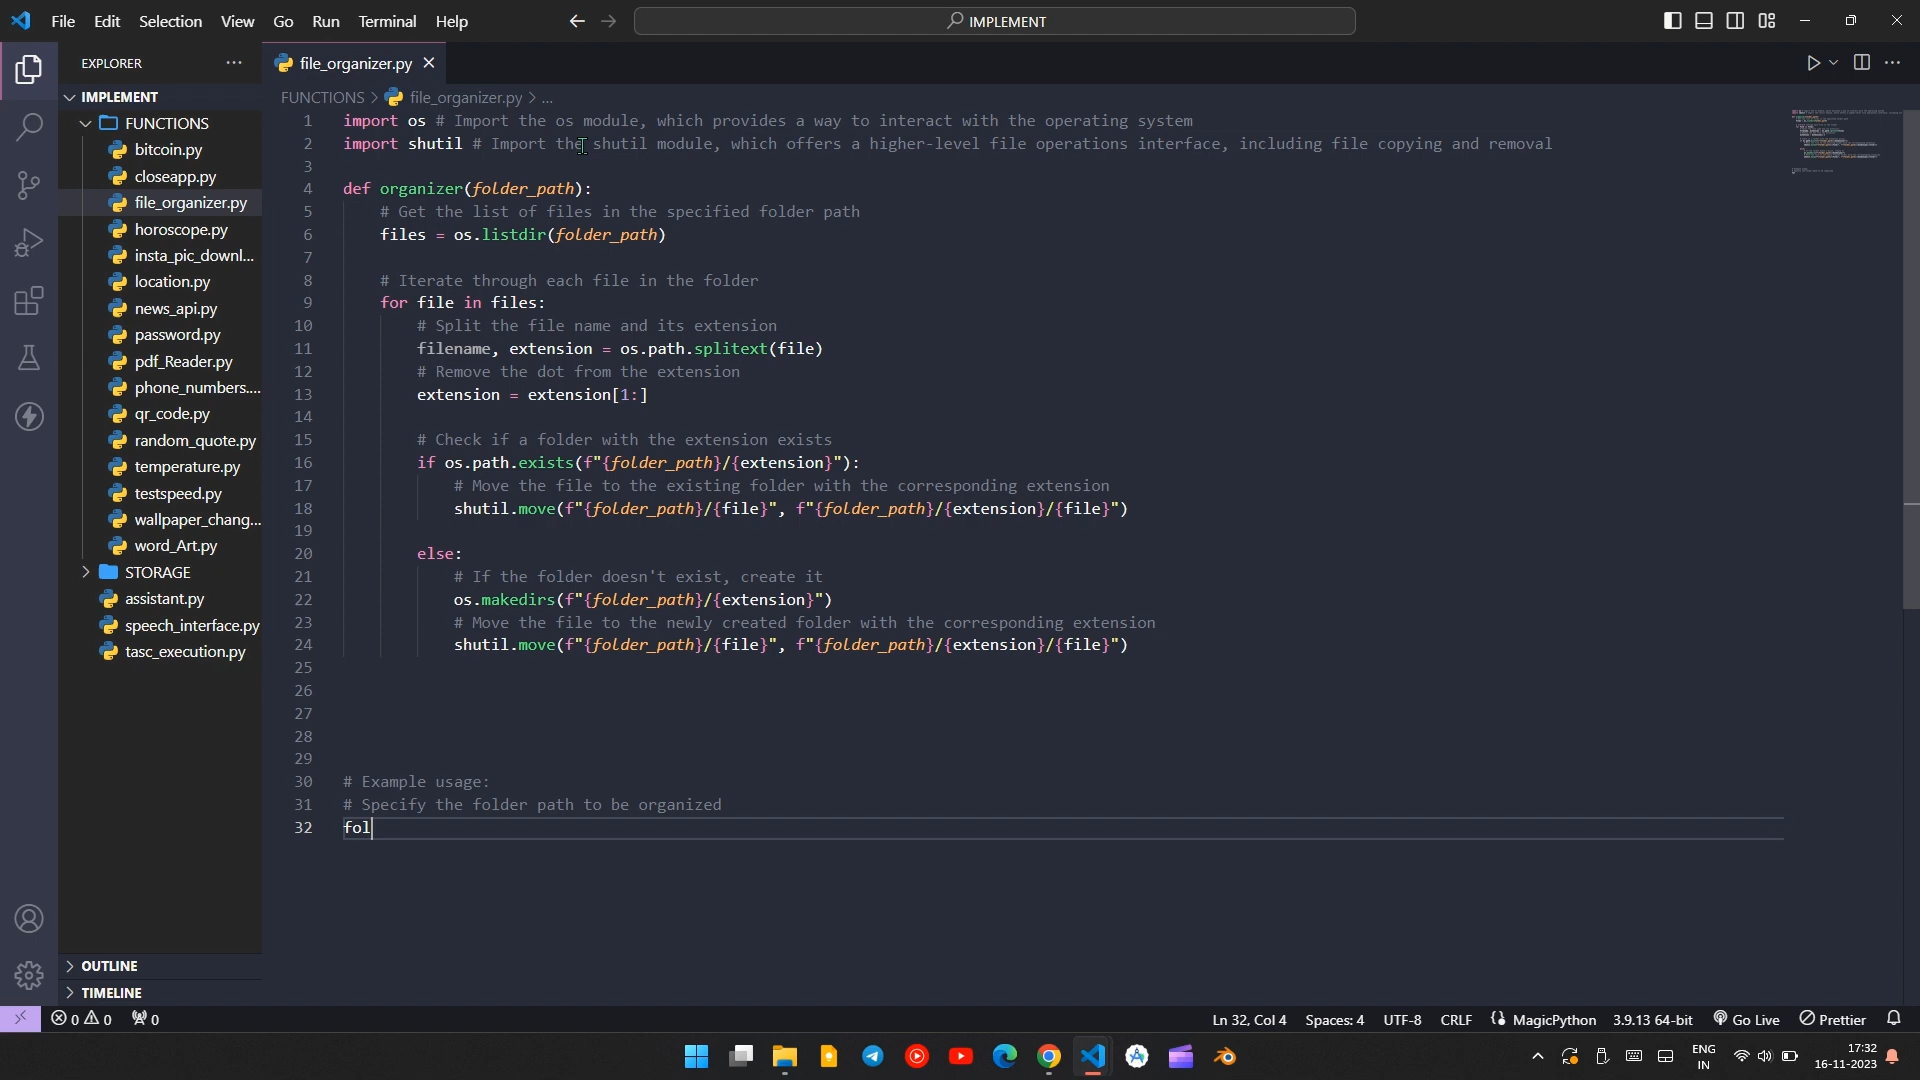 File Edit Selection View Go Run Terminal Help
IMPLEMENT
EXPLORER
IMPLEMENT
FUNCTIONS
bitcoin.py
closeapp.py
file_organizer.py
horoscope.py
insta_pic_downl...
location.py
news_api.py
password.py
pdf_Reader.py
phone_numbers....
qr_code.py
random_quote.py
temperature.py
testspeed.py
wallpaper_chang...
word_Art.py
STORAGE
assistant.py
speech_interface.py
tasc_execution.py
OUTLINE
TIMELINE
file_organizer.py
FUNCTIONS > file_organizer.py > ...
1 import os # Import the os module, which provides a way to interact with the operating system
2 import shutil # Import the shutil module, which offers a higher-level file operations interface, including file copying and removal
3
4 def organizer(folder_path):
5 # Get the list of files in the specified folder path
6 files = os.listdir(folder_path)
7
8 # Iterate through each file in the folder
9 for file in files:
10 # Split the file name and its extension
11 filename, extension = os.path.splitext(file)
12 # Remove the dot from the extension
13 extension = extension[1:]
14
15 # Check if a folder with the extension exists
16 if os.path.exists(f"{folder_path}/{extension}"):
17 # Move the file to the existing folder with the corresponding extension
18 shutil.move(f"{folder_path}/{file}", f"{folder_path}/{extension}/{file}")
19
20 else:
21 # If the folder doesn't exist, create it
22 os.makedirs(f"{folder_path}/{extension}")
23 # Move the file to the newly created folder with the corresponding extension
24 shutil.move(f"{folder_path}/{file}", f"{folder_path}/{extension}/{file}")
25
26
27
28
29
30 # Example usage:
31 # Specify the folder path to be organized
32 fol
0 0 0
Ln 32, Col 4 Spaces: 4 UTF-8 CRLF MagicPython 3.9.13 64-bit Go Live Prettier
ENG
IN
17:32
16-11-2023